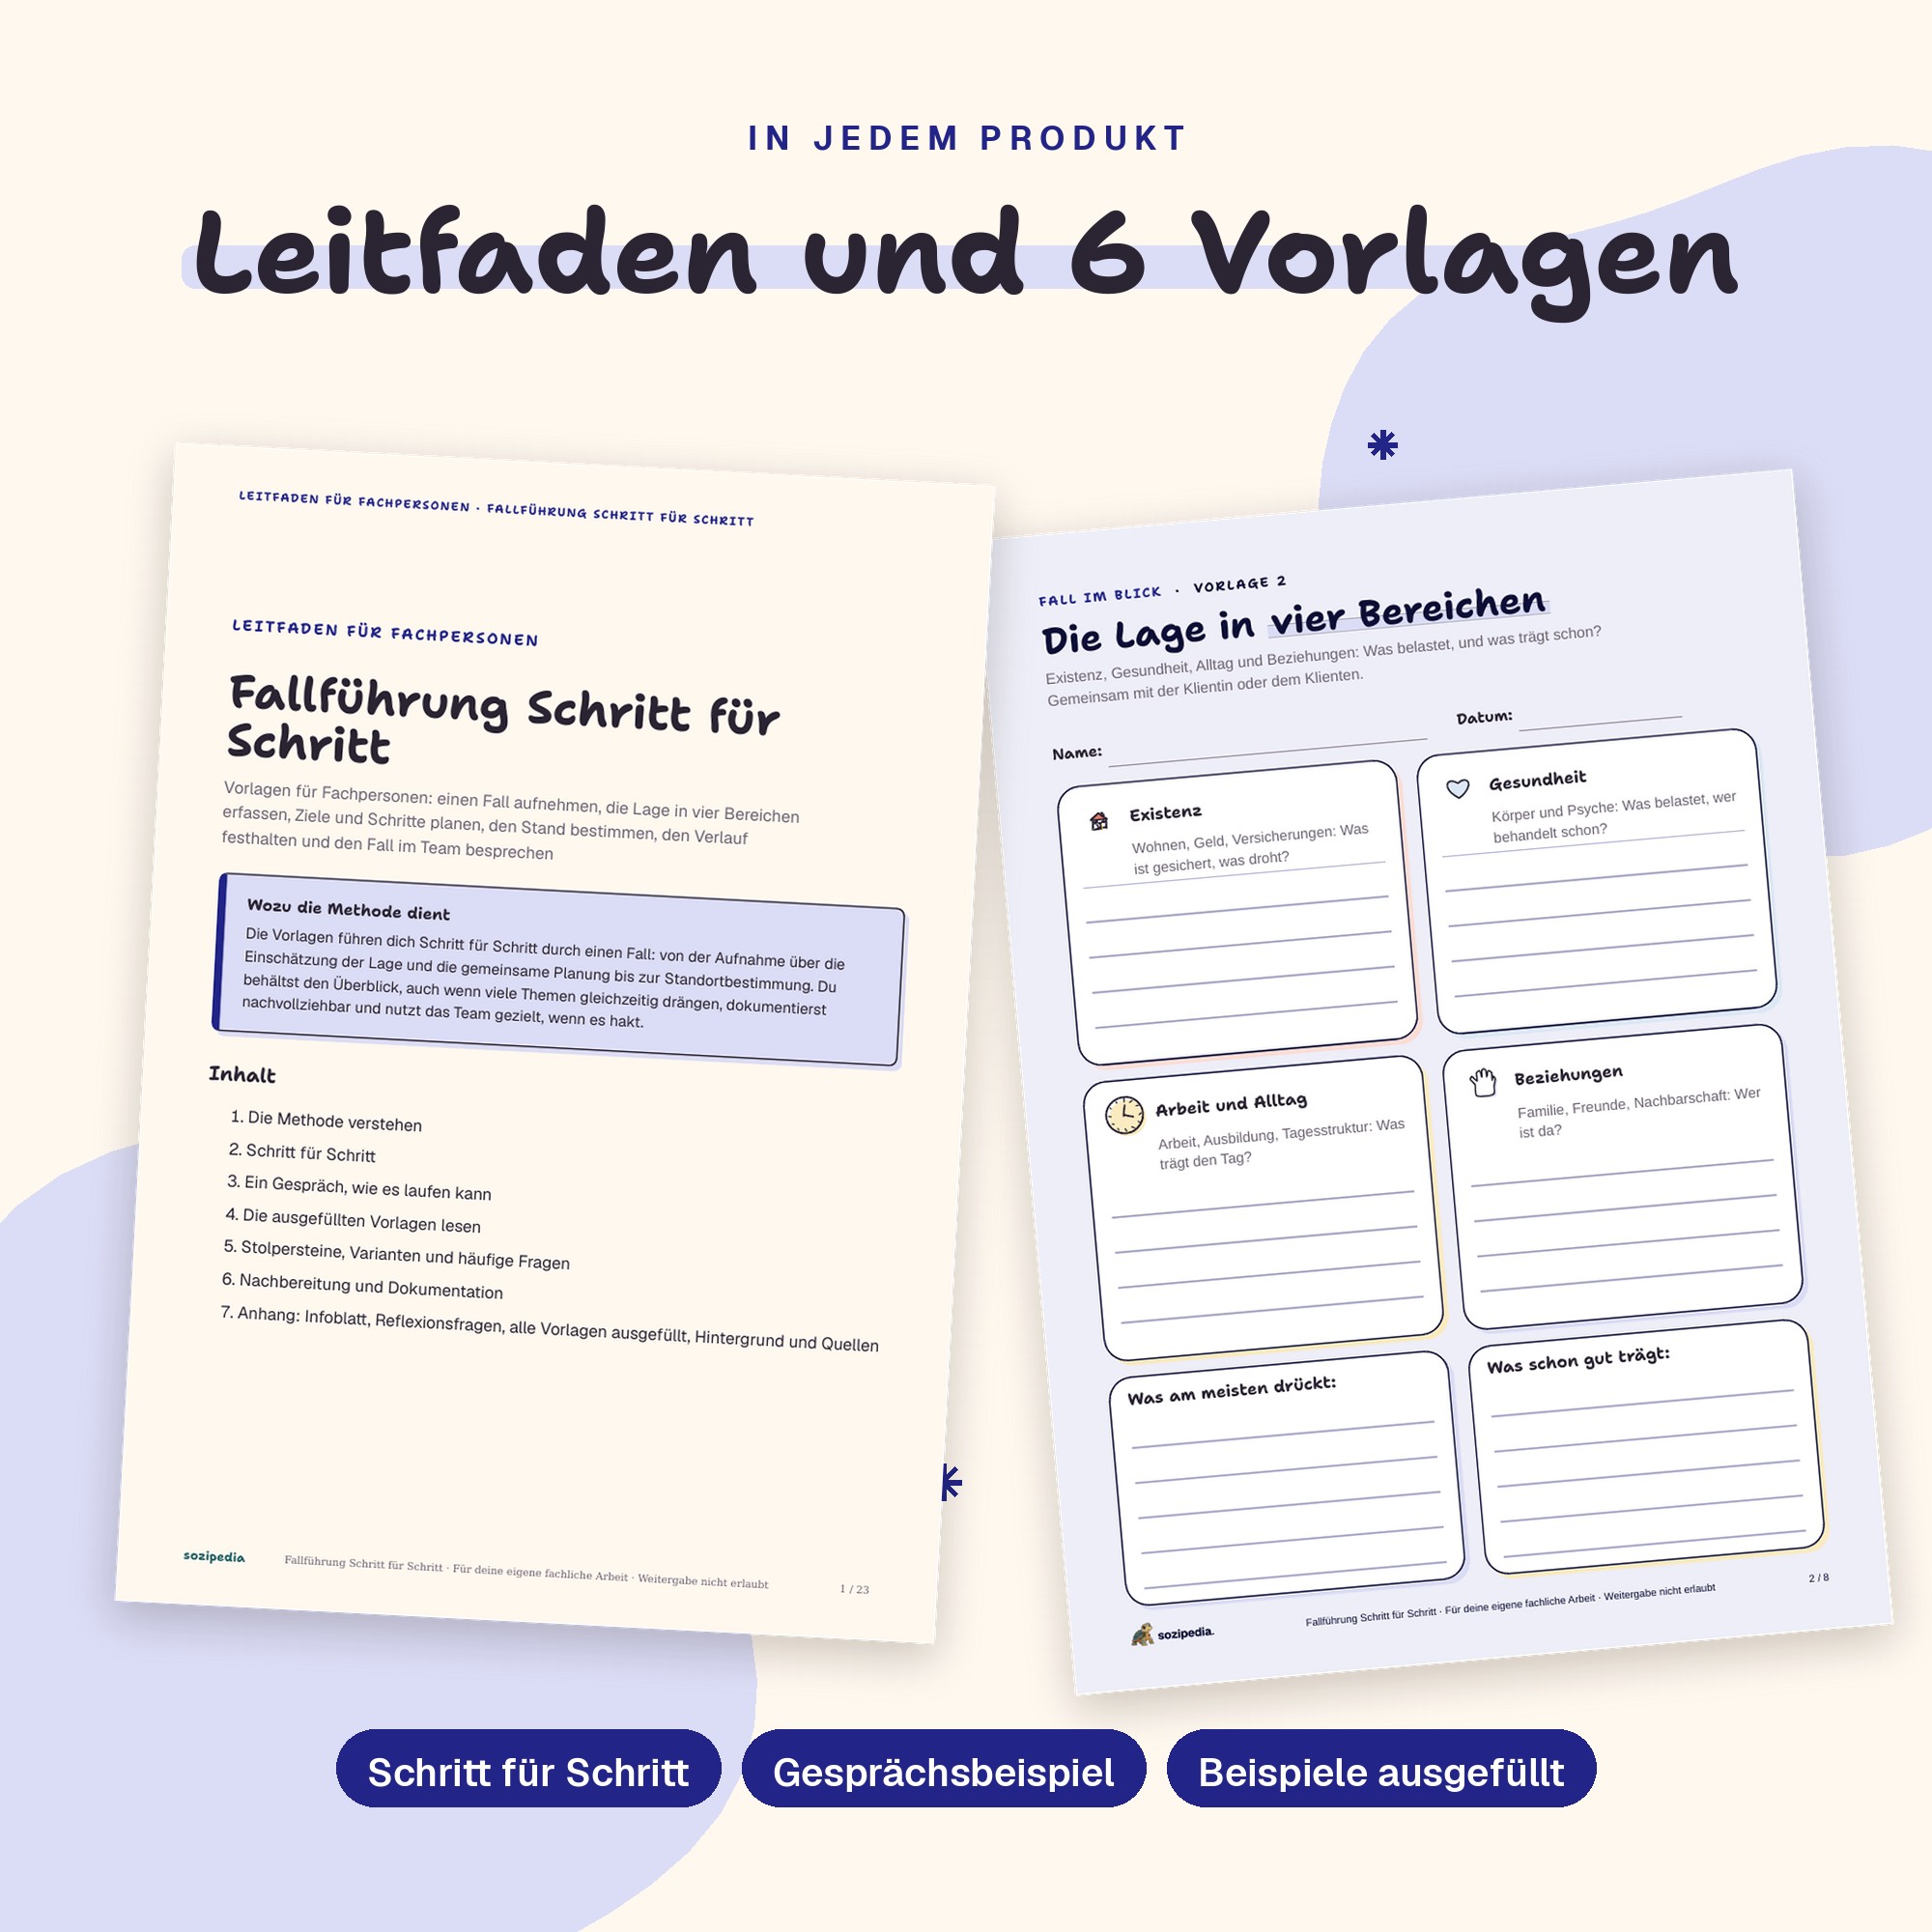 IN JEDEM PRODUKT
Leitfaden und 6 Vorlagen
LEITFADEN FÜR FACHPERSONEN · FALLFÜHRUNG SCHRITT FÜR SCHRITT
LEITFADEN FÜR FACHPERSONEN
Fallführung Schritt für
Schritt
Vorlagen für Fachpersonen: einen Fall aufnehmen, die Lage in vier Bereichen
erfassen, Ziele und Schritte planen, den Stand bestimmen, den Verlauf
festhalten und den Fall im Team besprechen
Wozu die Methode dient
Die Vorlagen führen dich Schritt für Schritt durch einen Fall: von der Aufnahme über die
Einschätzung der Lage und die gemeinsame Planung bis zur Standortbestimmung. Du
behältst den Überblick, auch wenn viele Themen gleichzeitig drängen, dokumentierst
nachvollziehbar und nutzt das Team gezielt, wenn es hakt.
Inhalt
1. Die Methode verstehen
2. Schritt für Schritt
3. Ein Gespräch, wie es laufen kann
4. Die ausgefüllten Vorlagen lesen
5. Stolpersteine, Varianten und häufige Fragen
6. Nachbereitung und Dokumentation
7. Anhang: Infoblatt, Reflexionsfragen, alle Vorlagen ausgefüllt, Hintergrund und Quellen
sozipedia
Fallführung Schritt für Schritt · Für deine eigene fachliche Arbeit · Weitergabe nicht erlaubt
1 / 23
FALL IM BLICK · VORLAGE 2
Die Lage in vier Bereichen
Existenz, Gesundheit, Alltag und Beziehungen: Was belastet, und was trägt schon?
Gemeinsam mit der Klientin oder dem Klienten.
Name:
Datum:
Existenz
Wohnen, Geld, Versicherungen: Was
ist gesichert, was droht?
Gesundheit
Körper und Psyche: Was belastet, wer
behandelt schon?
Arbeit und Alltag
Arbeit, Ausbildung, Tagesstruktur: Was
trägt den Tag?
Beziehungen
Familie, Freunde, Nachbarschaft: Wer
ist da?
Was am meisten drückt:
Was schon gut trägt:
sozipedia.
Fallführung Schritt für Schritt · Für deine eigene fachliche Arbeit · Weitergabe nicht erlaubt
2 / 8
Schritt für Schritt
Gesprächsbeispiel
Beispiele ausgefüllt